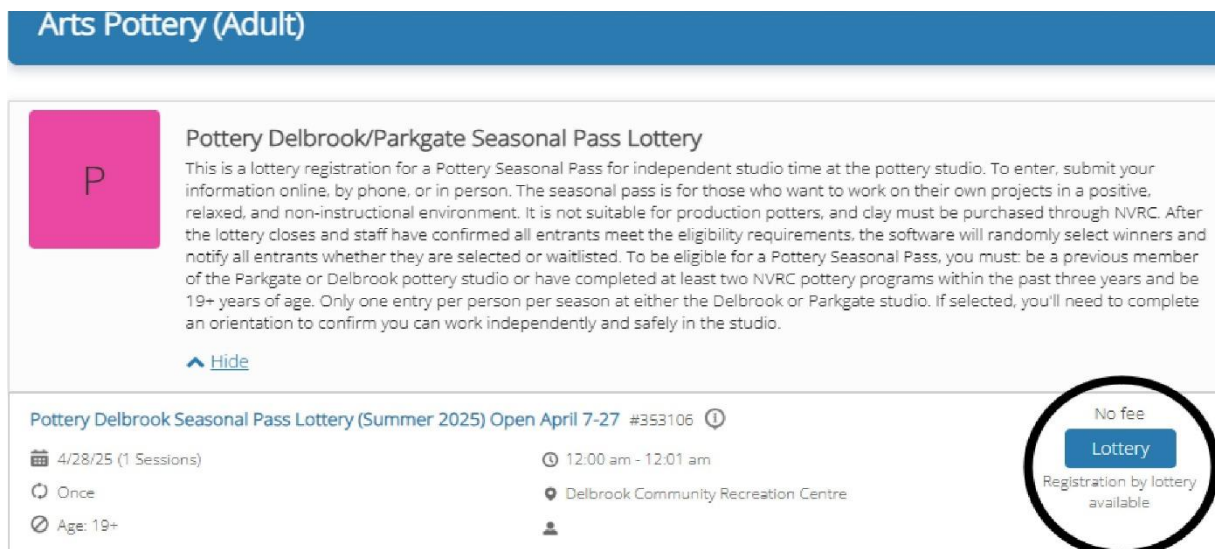 Arts Pottery (Adult)
P
Pottery Delbrook/Parkgate Seasonal Pass Lottery
This is a lottery registration for a Pottery Seasonal Pass for independent studio time at the pottery studio. To enter, submit your
information online, by phone, or in person. The seasonal pass is for those who want to work on their own projects in a positive,
relaxed, and non-instructional environment. It is not suitable for production potters, and clay must be purchased through NVRC. After
the lottery closes and staff have confirmed all entrants meet the eligibility requirements, the software will randomly select winners and
notify all entrants whether they are selected or waitlisted. To be eligible for a Pottery Seasonal Pass, you must: be a previous member
of the Parkgate or Delbrook pottery studio or have completed at least two NVRC pottery programs within the past three years and be
19+ years of age. Only one entry per person per season at either the Delbrook or Parkgate studio. If selected, you'll need to complete
an orientation to confirm you can work independently and safely in the studio.
Hide
Pottery Delbrook Seasonal Pass Lottery (Summer 2025) Open April 7-27 #353106
No fee
Lottery
Registration by lottery
available
4/28/25 (1 Sessions)
12:00 am - 12:01 am
Once
Delbrook Community Recreation Centre
Age: 19+